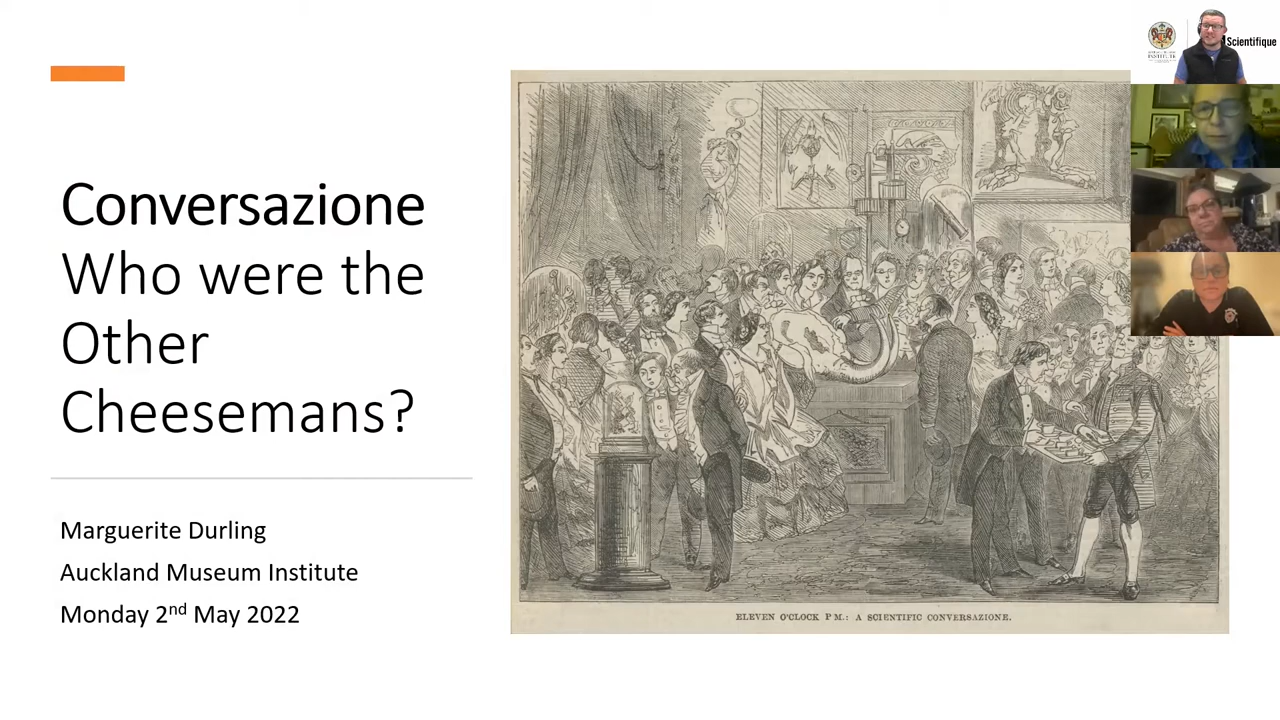 Conversazione
Who were the
Other
Cheesemans?
Marguerite Durling
Auckland Museum Institute
Monday 2nd May 2022
ELEVEN O'CLOCK P M.: A SCIENTIFIC CONVERSAZIONE.
INSTITUTE
Scientifique